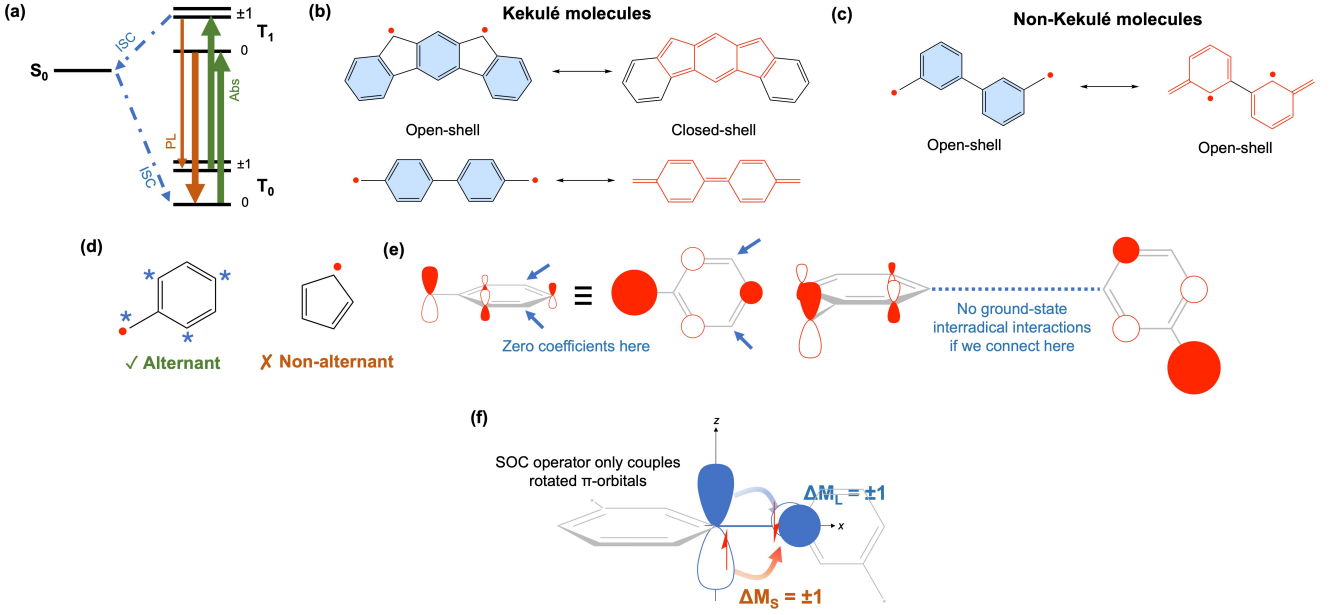 (a)
±1
T1
0
ISC
S0
Abs
PL
ISC
±1
T0
0
(b)
Kekulé molecules
Open-shell
Closed-shell
(c)
Non-Kekulé molecules
Open-shell
Open-shell
(d)
* * * *
✓ Alternant
✗ Non-alternant
(e)
≡
Zero coefficients here
No ground-state
interradical interactions
if we connect here
(f)
z
SOC operator only couples
rotated π-orbitals
ΔML = ±1
x
ΔMS = ±1